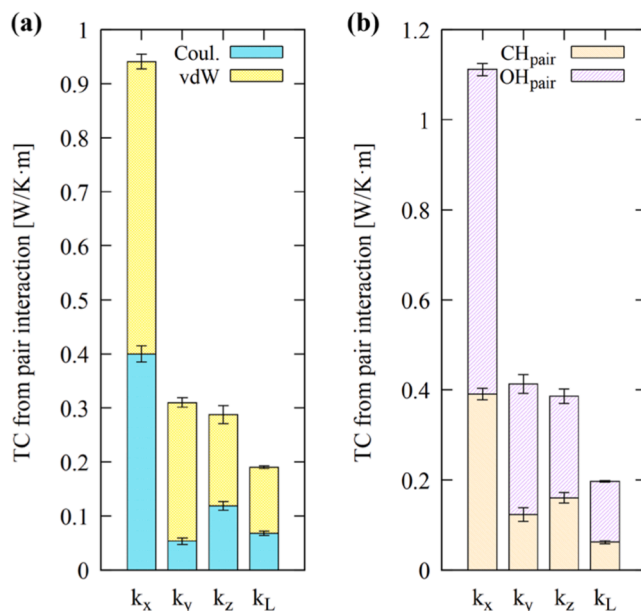 (a)
TC from pair interaction [W/K·m]
1
0.9
0.8
0.7
0.6
0.5
0.4
0.3
0.2
0.1
0
Coul.
vdW
kx ky kz kL
(b)
TC from pair interaction [W/K·m]
1.2
1
0.8
0.6
0.4
0.2
0
CHpair
OHpair
kx ky kz kL